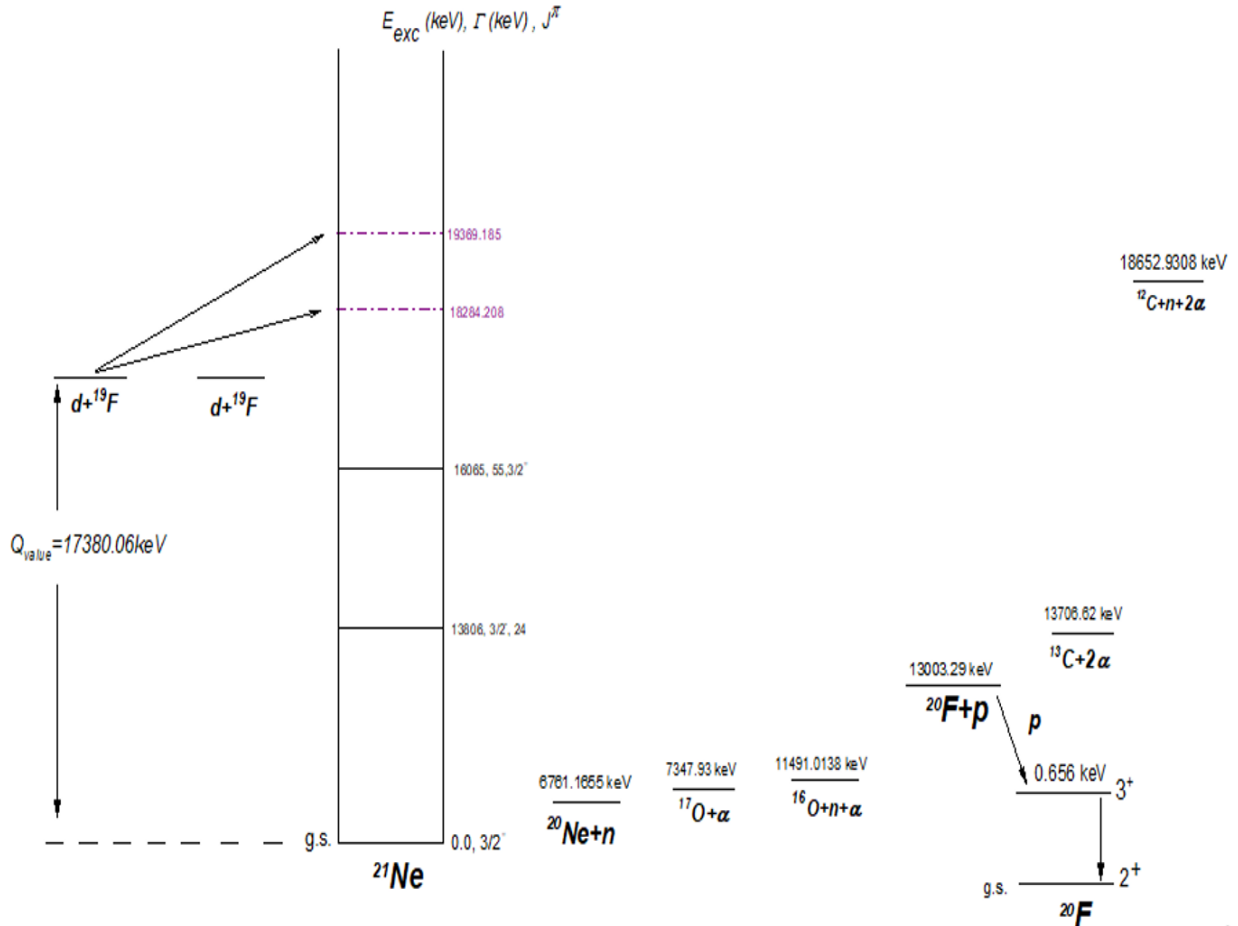 E_exc (keV), Γ (keV) , J^π
19369.185
18652.9308 keV
¹²C+n+2α
18284.208
d+¹⁹F
d+¹⁹F
16065, 55,3/2⁻
Q_value=17380.06keV
13806, 3/2⁻, 24
13706.62 keV
¹³C+2α
13003.29 keV
²⁰F+p
p
6761.1655 keV
7347.93 keV
11491.0138 keV
0.656 keV
3⁺
²⁰Ne+n
¹⁷O+α
¹⁶O+n+α
g.s.
0.0, 3/2⁻
²¹Ne
g.s.
2⁺
²⁰F